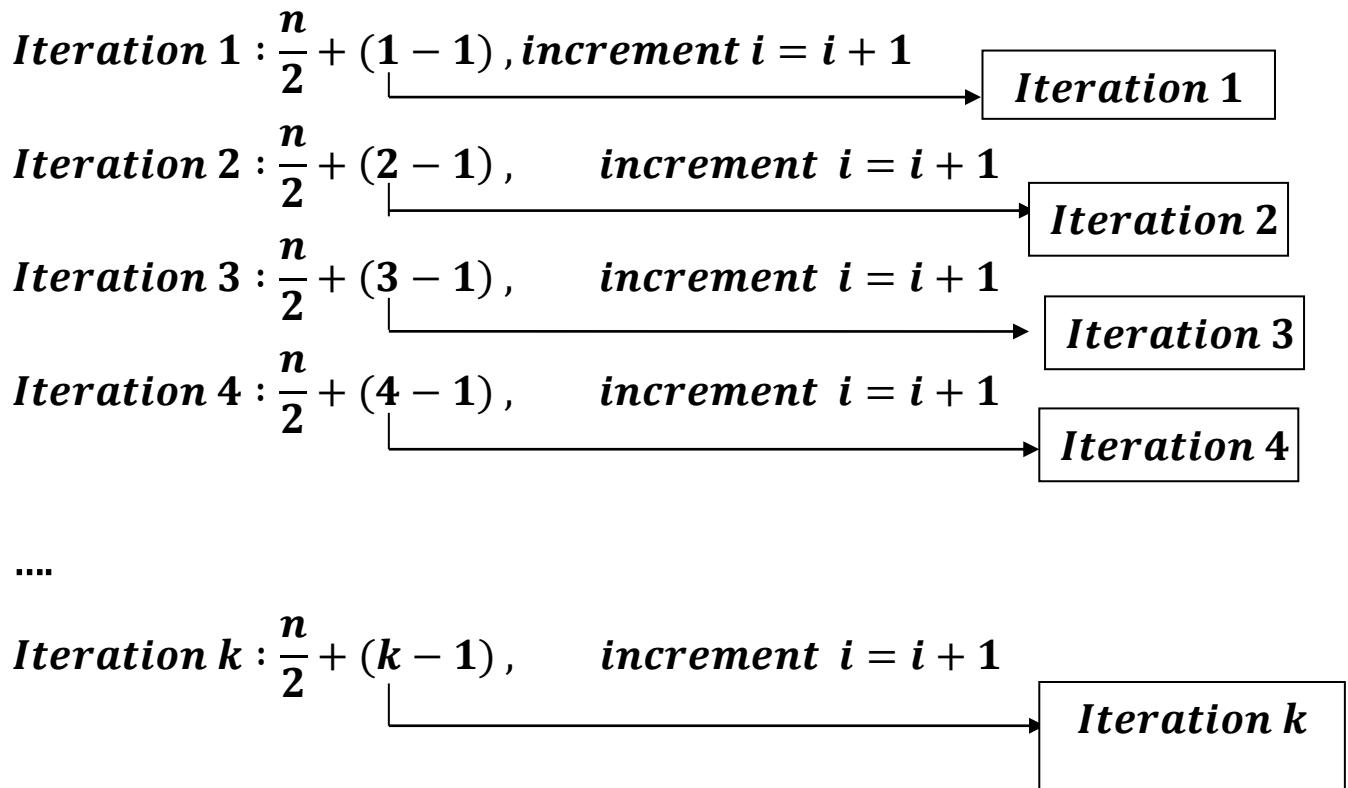 Iteration 1 : n/2 + (1 − 1) , increment i = i + 1
Iteration 1
Iteration 2 : n/2 + (2 − 1) , increment i = i + 1
Iteration 2
Iteration 3 : n/2 + (3 − 1) , increment i = i + 1
Iteration 3
Iteration 4 : n/2 + (4 − 1) , increment i = i + 1
Iteration 4
....
Iteration k : n/2 + (k − 1) , increment i = i + 1
Iteration k